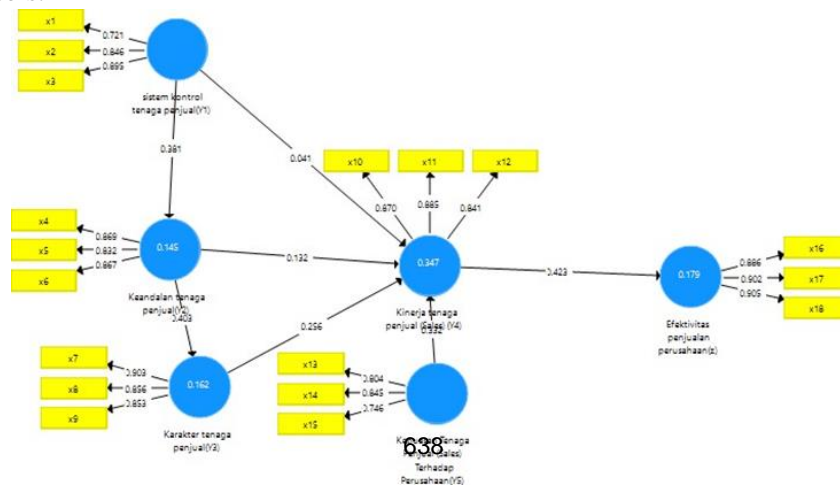 x1
0.721
x2
0.846
x3
0.895
sistem kontrol
tenaga penjual(Y1)
0.381
0.041
x10
x11
x12
0.870
0.885
0.841
x4
0.869
x5
0.832
x6
0.867
0.145
Keandalan tenaga
penjual(Y2)
0.132
0.403
0.347
Kinerja tenaga
penjual (Sales) (Y4)
0.423
0.179
Efektivitas
penjualan
perusahaan(z)
0.886
x16
0.902
x17
0.905
x18
0.256
x7
0.903
x8
0.856
x9
0.853
0.162
Karakter tenaga
penjual(Y3)
x13
0.804
x14
0.845
x15
0.746
Tenaga
Penjual (Sales)
Terhadap
Perusahaan(Y5)
638